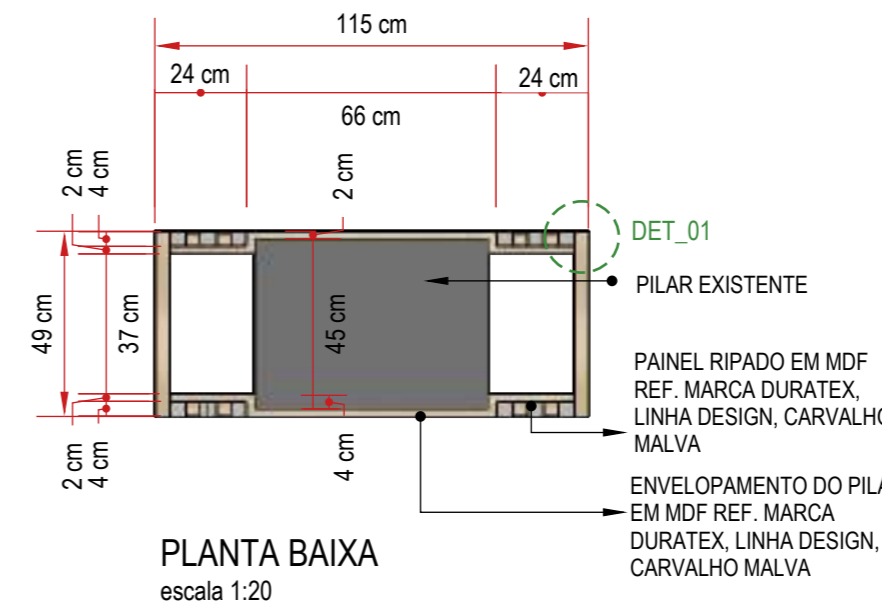 115 cm
24 cm
24 cm
66 cm
2 cm
4 cm
2 cm
DET_01
PILAR EXISTENTE
49 cm
37 cm
45 cm
PAINEL RIPADO EM MDF
REF. MARCA DURATEX,
LINHA DESIGN, CARVALHO
MALVA
2 cm
4 cm
4 cm
ENVELOPAMENTO DO PILA
EM MDF REF. MARCA
DURATEX, LINHA DESIGN,
CARVALHO MALVA
PLANTA BAIXA
escala 1:20